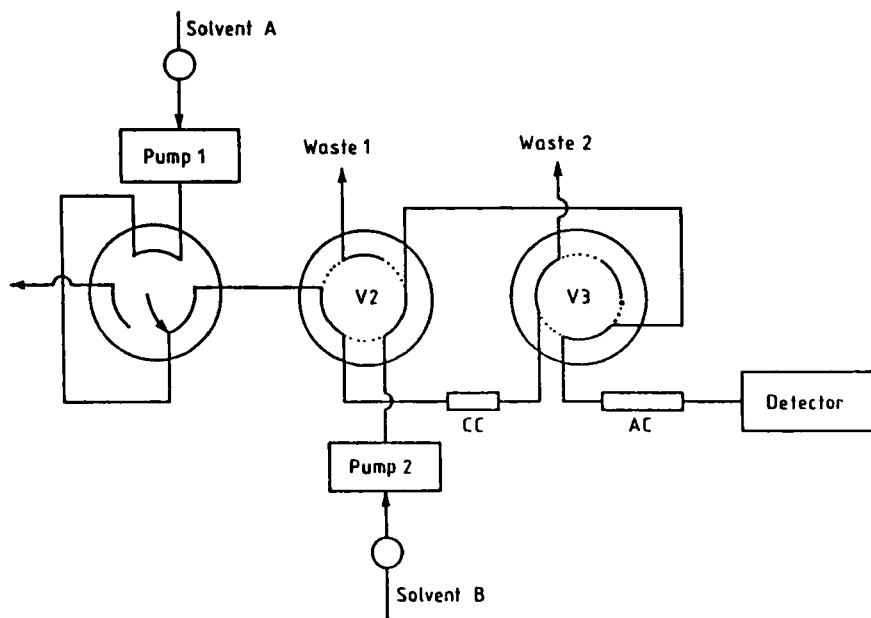 Solvent A
Pump 1
Waste 1
Waste 2
V2
V3
CC
AC
Detector
Pump 2
Solvent B